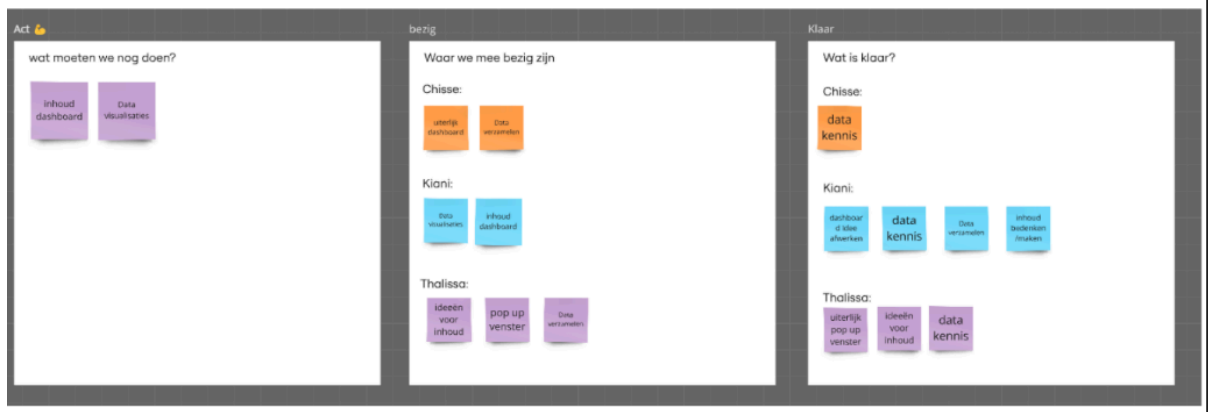 Act 💪
wat moeten we nog doen?
inhoud
dashboard
Data
visualisaties
bezig
Waar we mee bezig zijn
Chisse:
uiterlijk
dashboard
Data
verzamelen
Kiani:
Data
visualisaties
inhoud
dashboard
Thalissa:
ideeën
voor
inhoud
pop up
venster
Data
verzamelen
Klaar
Wat is klaar?
Chisse:
data
kennis
Kiani:
dashboar
d idee
afwerken
data
kennis
Data
verzamelen
inhoud
bedenken
/maken
Thalissa:
uiterlijk
pop up
venster
ideeën
voor
inhoud
data
kennis